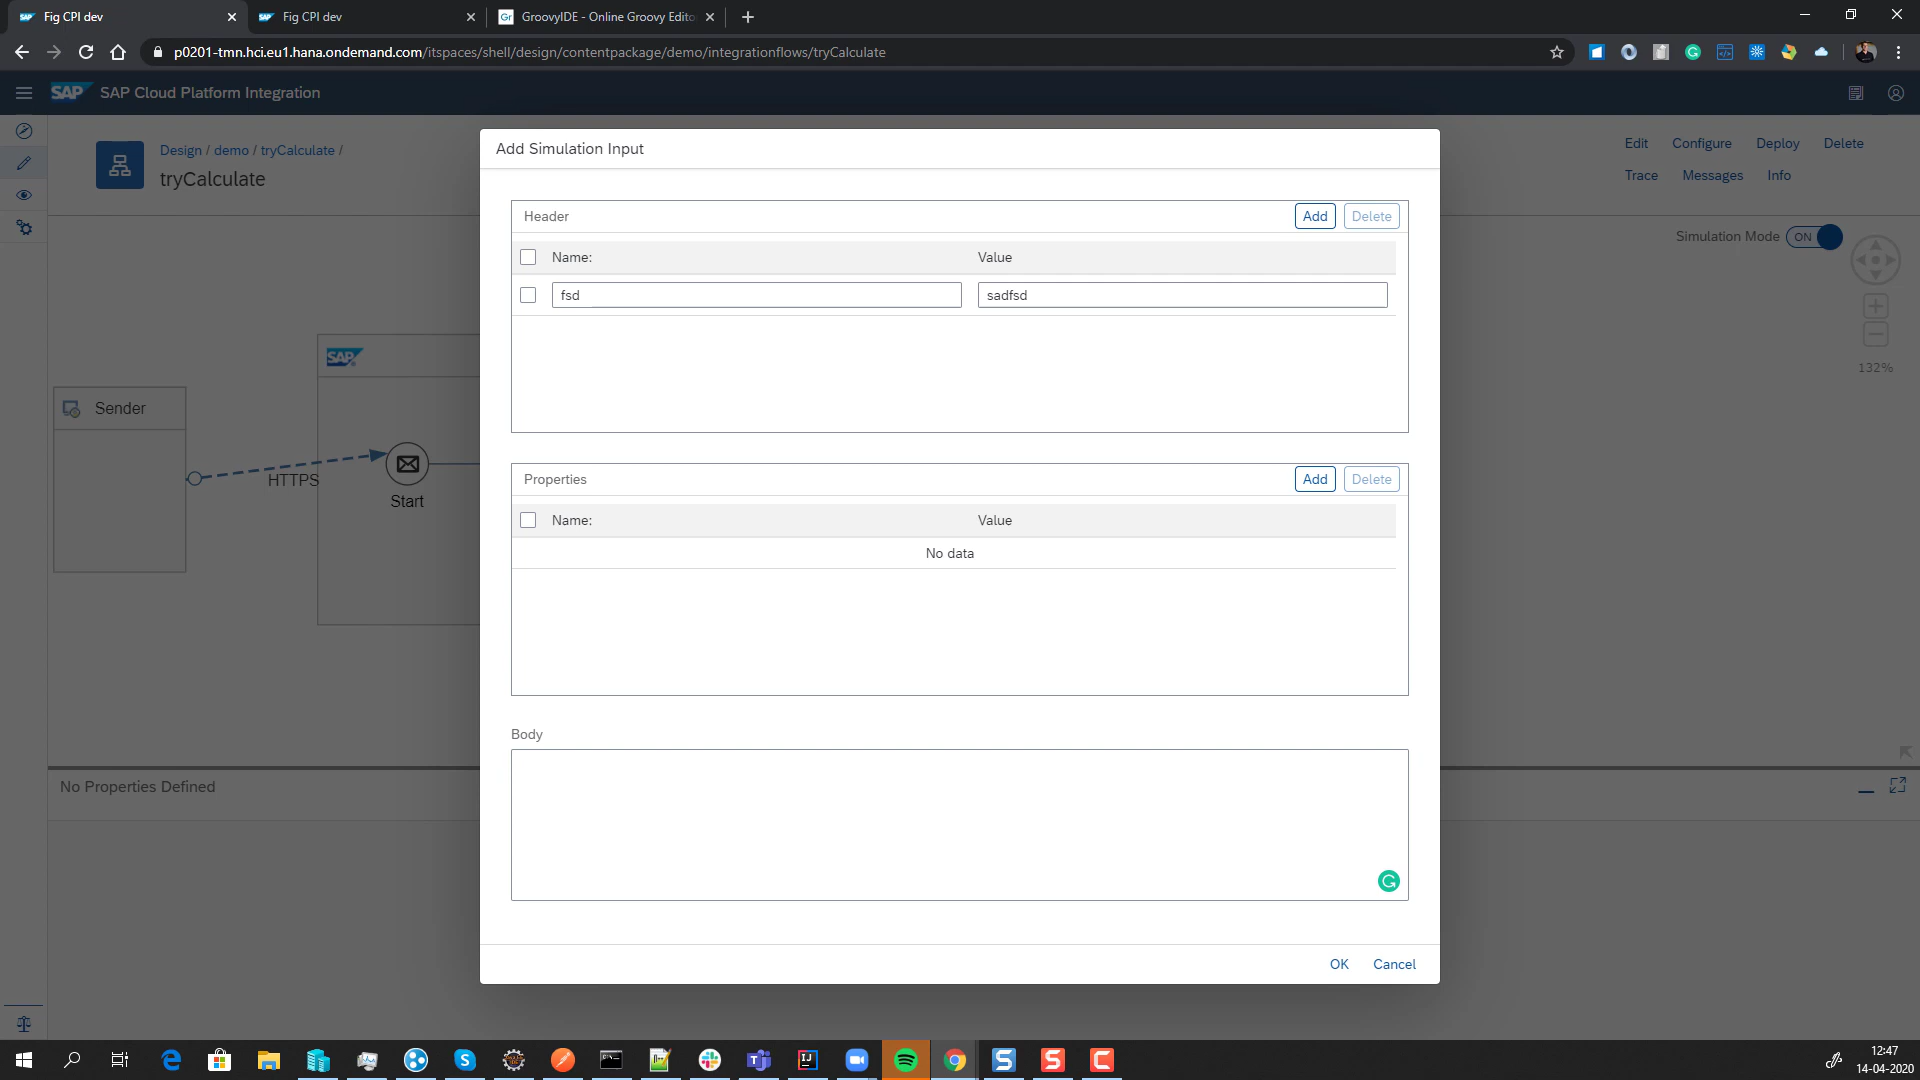 Fig CPI dev
Fig CPI dev
GroovyIDE - Online Groovy Edito
p0201-tmn.hci.eu1.hana.ondemand.com/itspaces/shell/design/contentpackage/demo/integrationflows/tryCalculate
SAP
SAP Cloud Platform Integration
Design / demo / tryCalculate /
tryCalculate
Edit
Configure
Deploy
Delete
Trace
Messages
Info
Simulation Mode
ON
132%
SAP
Sender
HTTPS
Start
No Properties Defined
Add Simulation Input
Header
Add
Delete
Name:
Value
fsd
sadfsd
Properties
Add
Delete
Name:
Value
No data
Body
OK
Cancel
12:47
14-04-2020